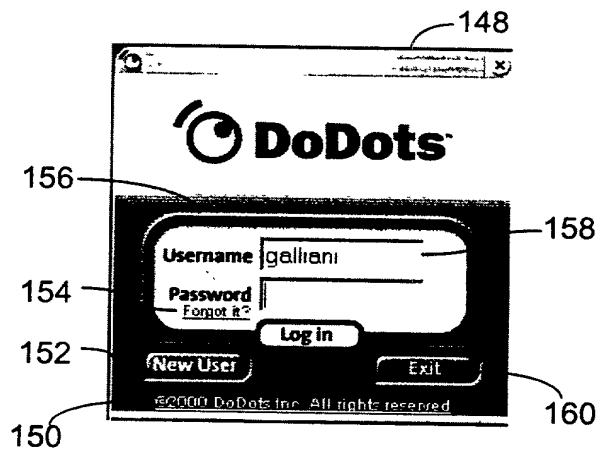 148
DoDots™
156
Username galliani 158
Password
154 Forgot it?
Log in
152 New User Exit
160
©2000 DoDots Inc. All rights reserved
150